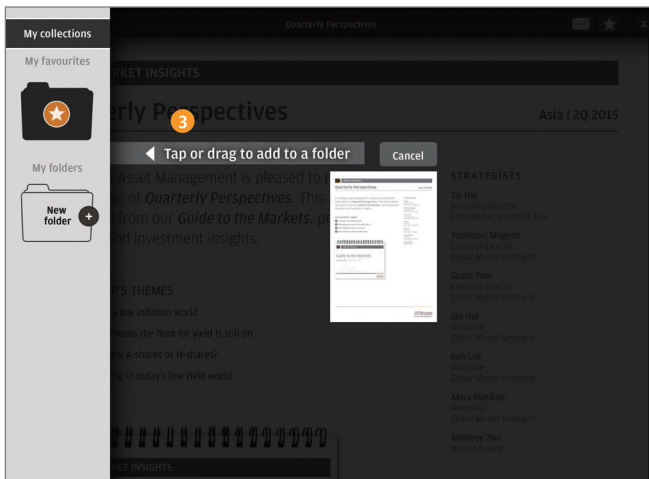 My collections
My favourites
My folders
New
folder
Quarterly Perspectives
X
RKET INSIGHTS
erly Perspectives
Asia | 2Q 2015
3
Tap or drag to add to a folder
Cancel
Asset Management is pleased to p
n of Quarterly Perspectives. This
from our Guide to the Markets, p
nd investment insights.
R'S THEMES
a low inflation world
means the hunt for yield is still on
es: A-shares or H-shares?
ng in today's low yield world
Quarterly Perspectives
Guide to the Markets
STRATEGISTS
Tai Hui
Managing Director
Chief Market Strategist Asia
Yoshinori Shigemi
Executive Director
Global Market Strategist
Grace Tam
Executive Director
Global Market Strategist
Ian Hui
Associate
Global Market Strategist
Ben Luk
Associate
Global Market Strategist
Akira Kunikyo
Associate
Global Market Strategist
Anthony Tsoi
Market Analyst
KET INSIGHTS